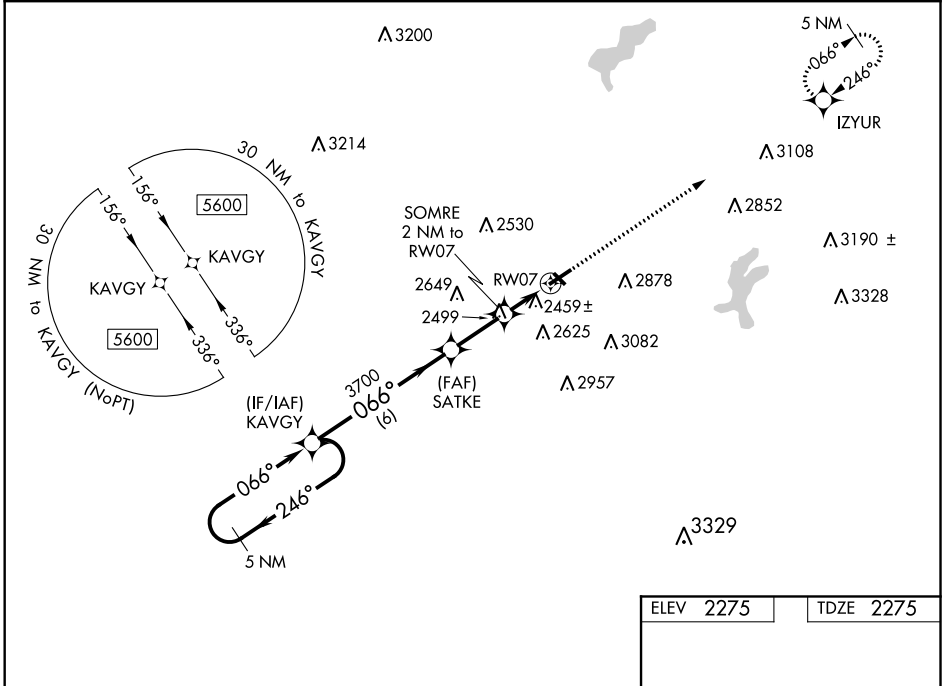 3200
5 NM
066°
246°
IZYUR
3214
3108
30 NM to KAVGY
156°
5600
KAVGY
336°
30 NM to KAVGY (NoPT)
156°
KAVGY
5600
336°
2852
SOMRE
2 NM to
RW07
2530
3190 ±
2649
RW07
2878
3328
2499
2459±
2625
3082
(FAF)
SATKE
2957
3700
066°
(6)
(IF/IAF)
KAVGY
066°
246°
5 NM
3329
ELEV 2275
TDZE 2275